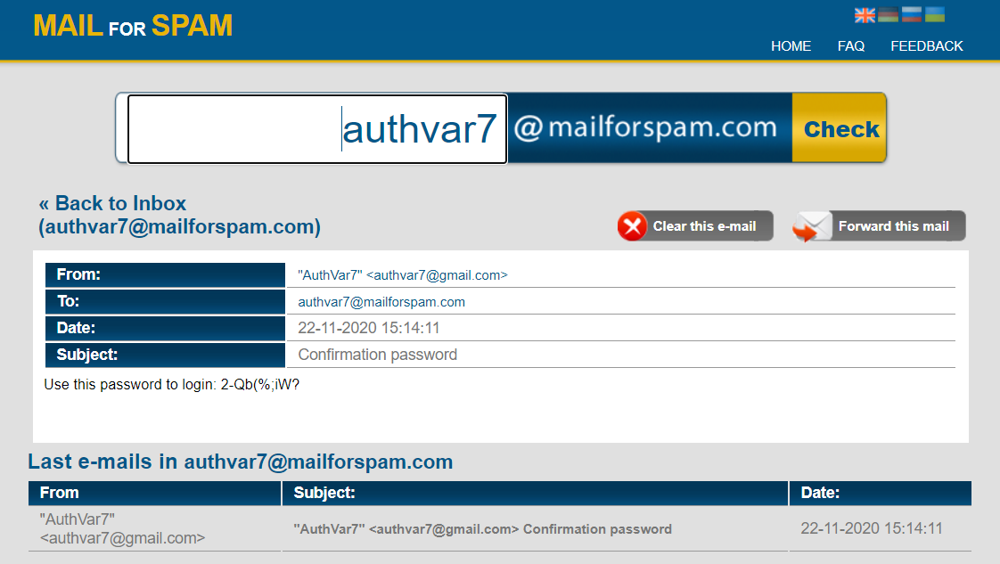 MAIL FOR SPAM
HOME FAQ FEEDBACK
authvar7 @mailforspam.com Check
« Back to Inbox
(authvar7@mailforspam.com)
Clear this e-mail Forward this mail
From: "AuthVar7" <authvar7@gmail.com>
To: authvar7@mailforspam.com
Date: 22-11-2020 15:14:11
Subject: Confirmation password
Use this password to login: 2-Qb(%;iW?
Last e-mails in authvar7@mailforspam.com
From Subject: Date:
"AuthVar7"
<authvar7@gmail.com> "AuthVar7" <authvar7@gmail.com> Confirmation password 22-11-2020 15:14:11